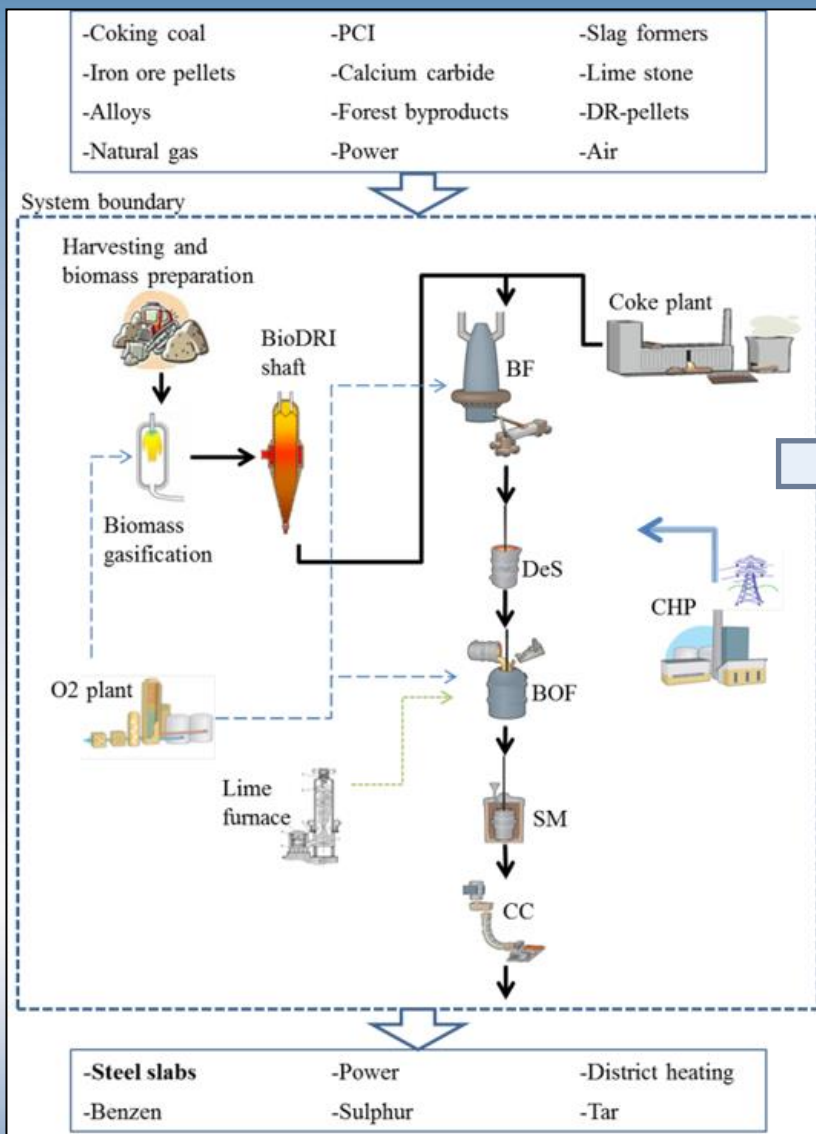 -Coking coal -PCI -Slag formers
-Iron ore pellets -Calcium carbide -Lime stone
-Alloys -Forest byproducts -DR-pellets
-Natural gas -Power -Air
System boundary
Harvesting and
biomass preparation
BioDRI
shaft
BF
Coke plant
Biomass
gasification
DeS
CHP
O2 plant
BOF
Lime
furnace
SM
CC
-Steel slabs -Power -District heating
-Benzen -Sulphur -Tar